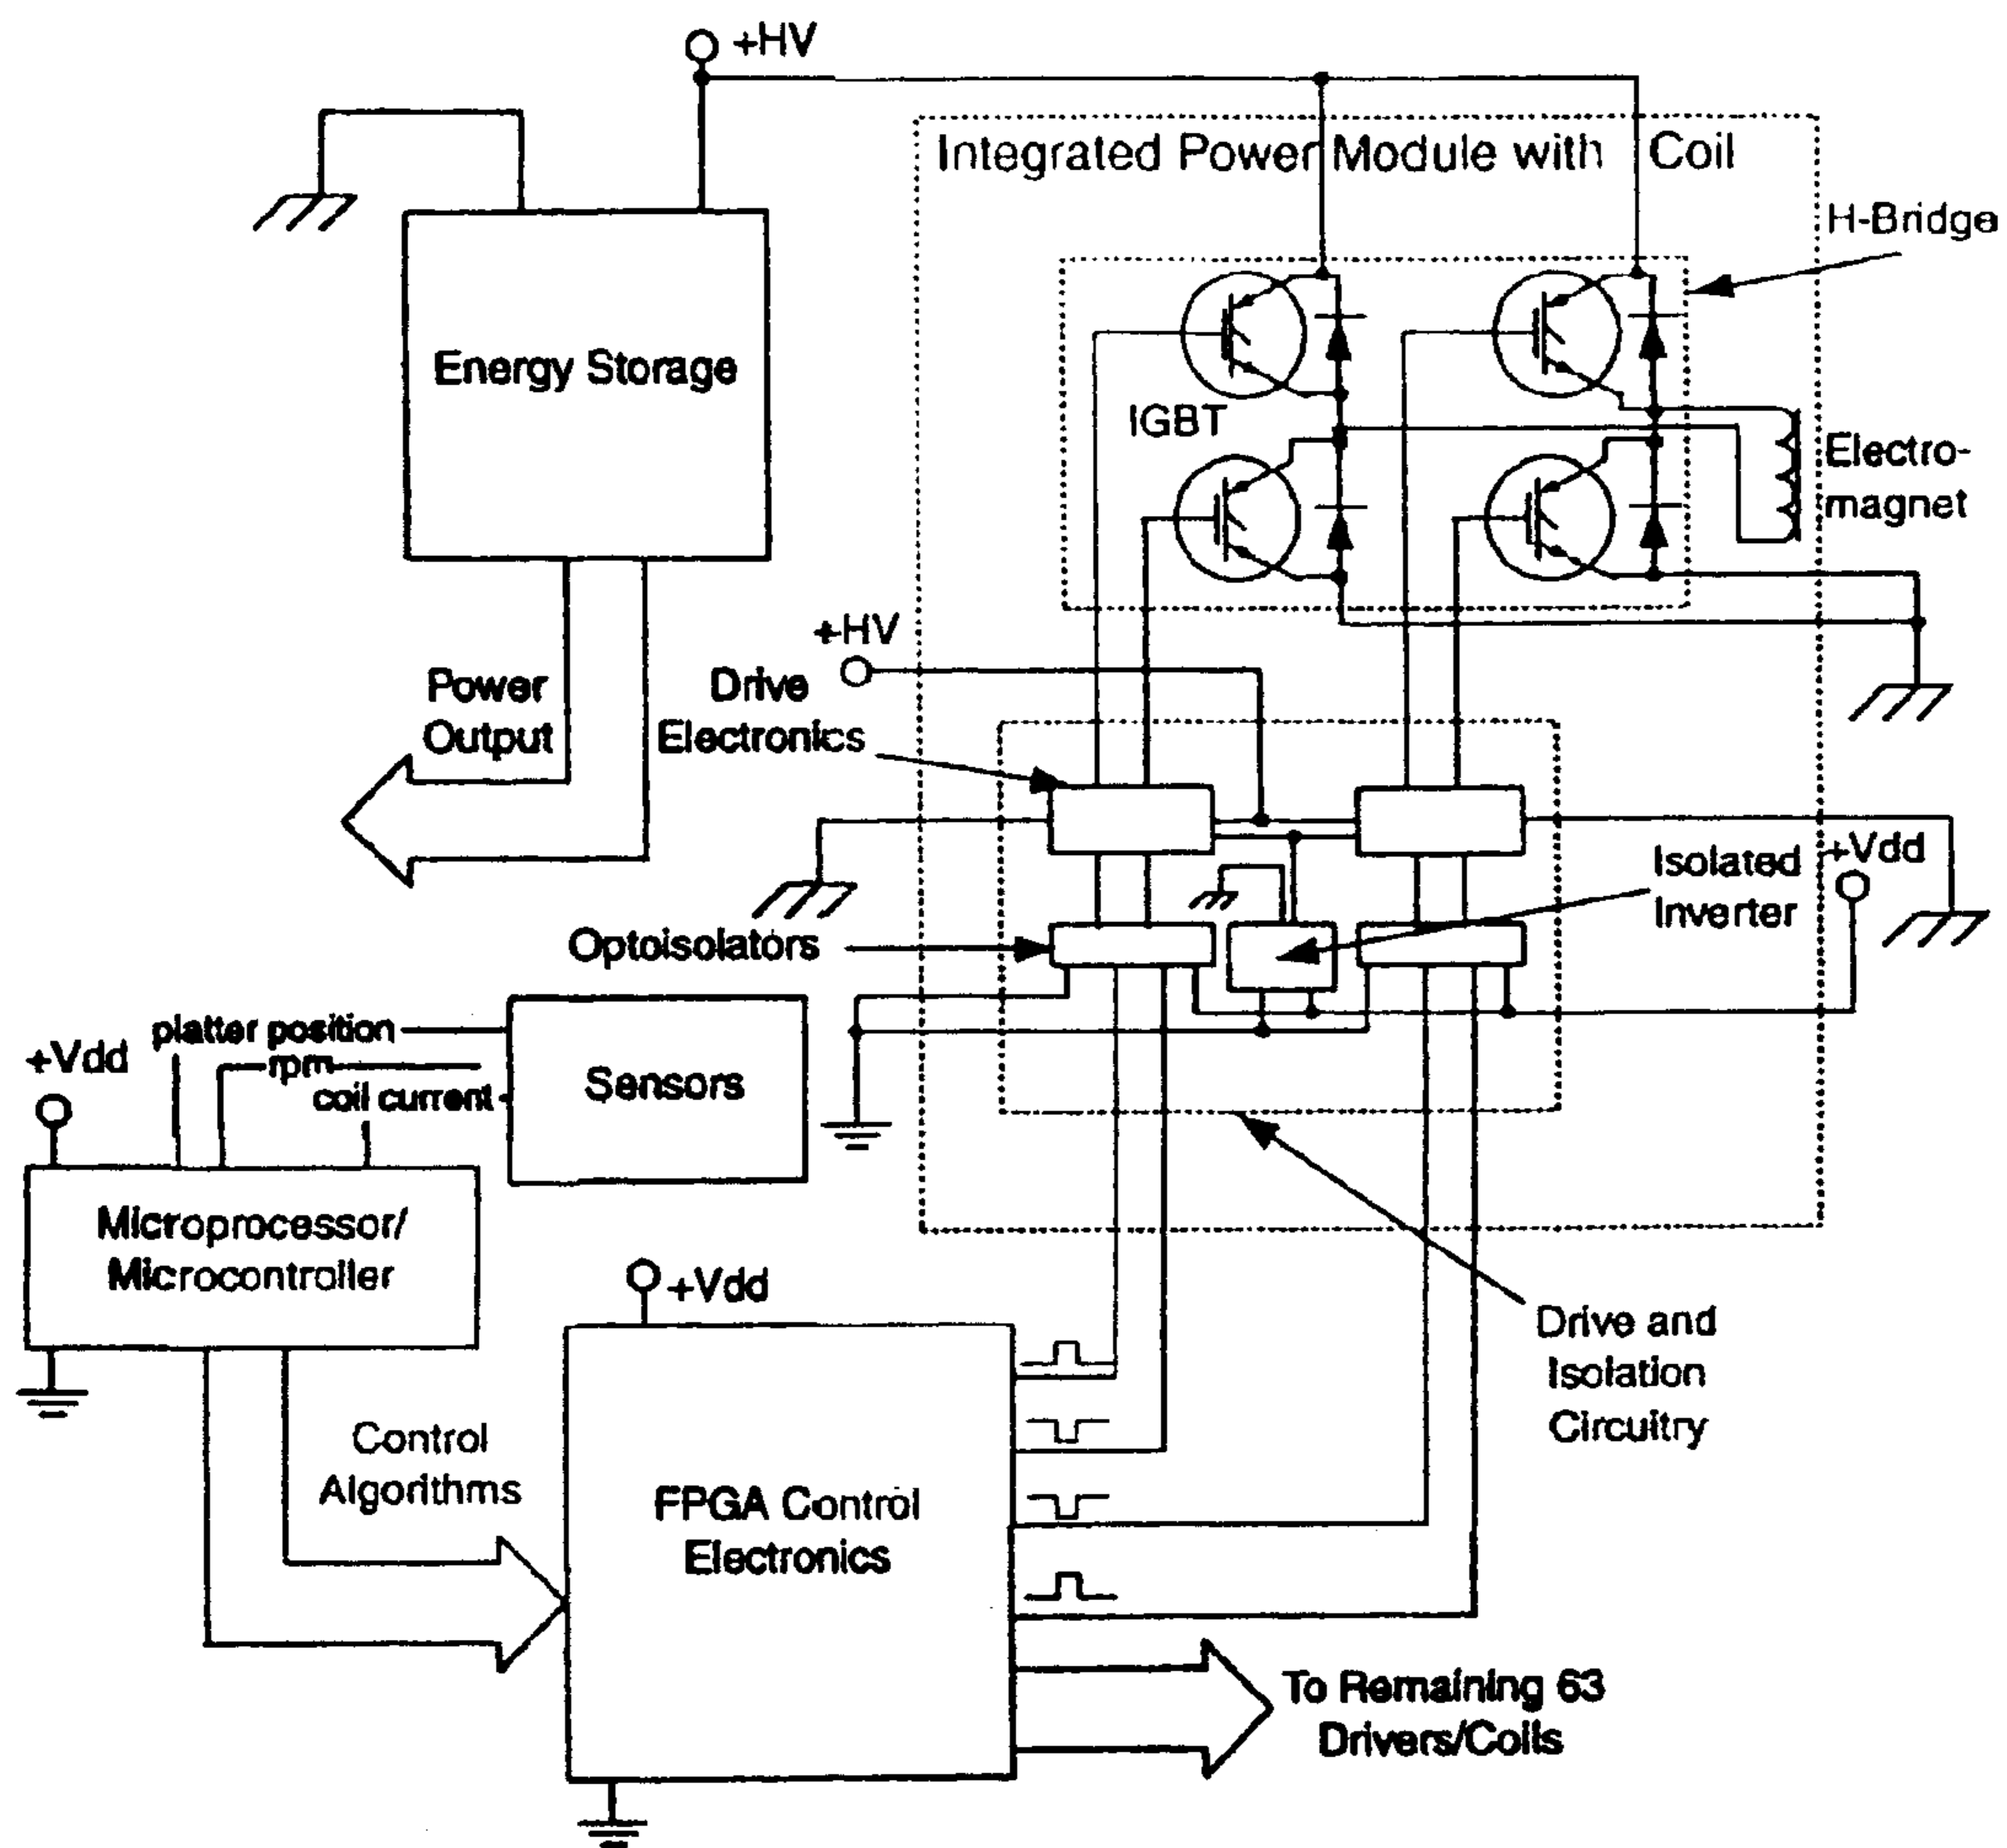 +HV
Integrated Power Module with Coil
H-Bridge
Energy Storage
IGBT
Electro-
magnet
+HV
Power
Output
Drive
Electronics
Isolated
Inverter
+Vdd
Optoisolators
platter position
rpm
coil current
+Vdd
Sensors
Microprocessor/
Microcontroller
+Vdd
Drive and
Isolation
Circuitry
Control
Algorithms
FPGA Control
Electronics
To Remaining 63
Drivers/Coils